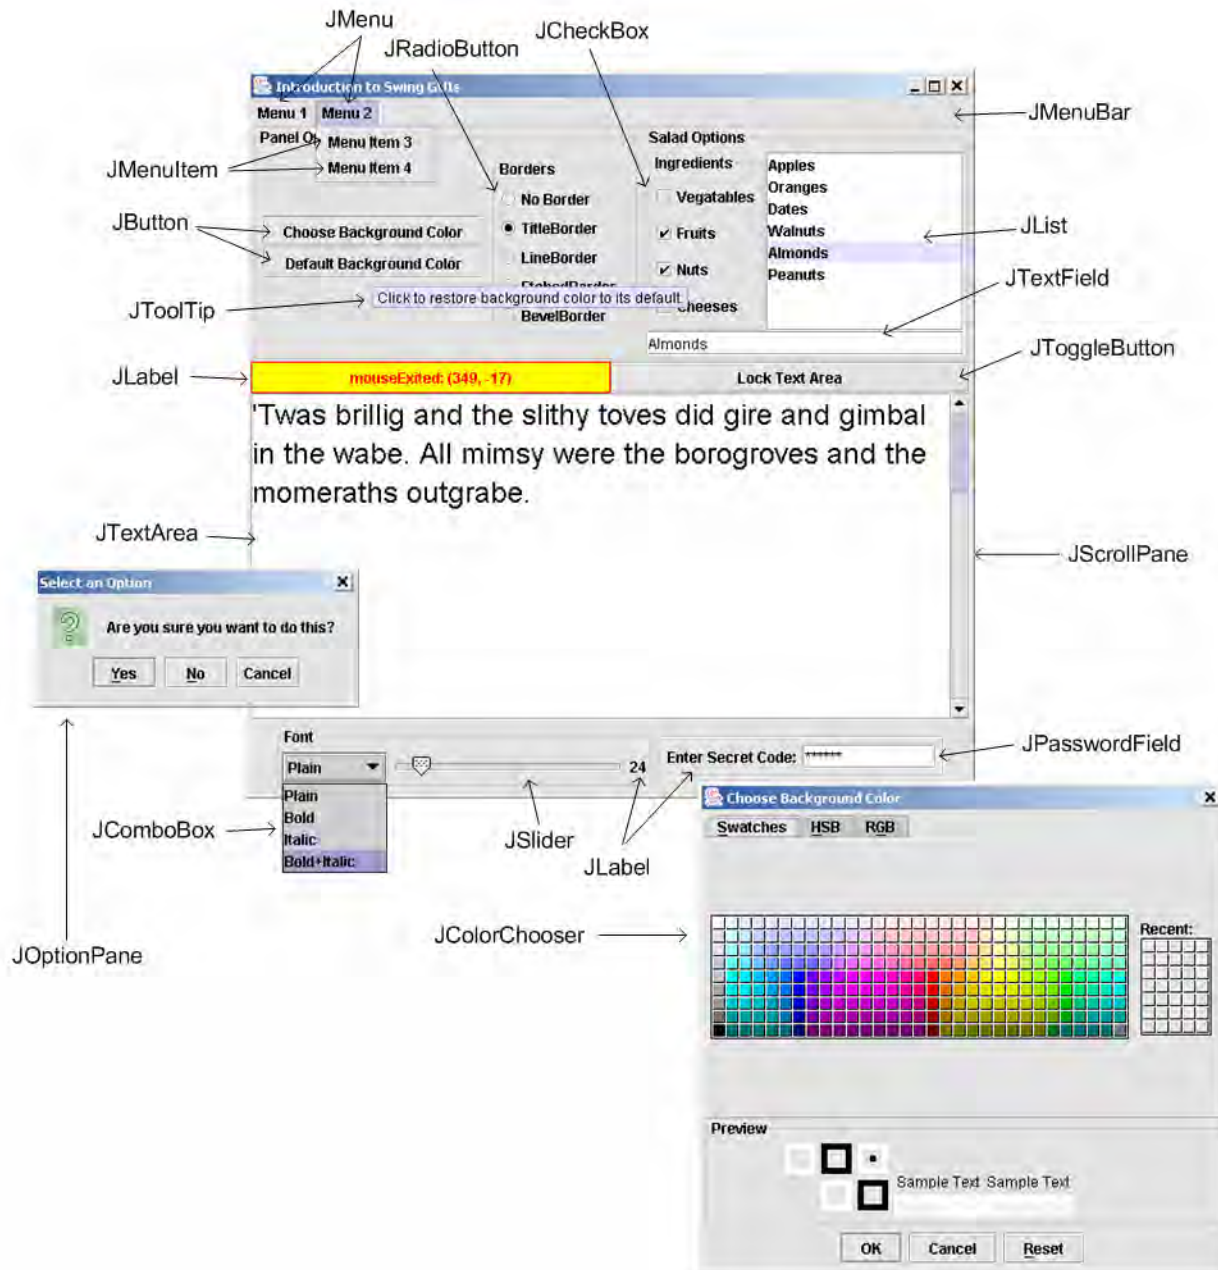 JMenu
JRadioButton
JCheckBox
Introduction to Swing GUIs
JMenuBar
Menu 1 Menu 2
Panel O
Menu Item 3
Menu Item 4
JMenuItem
Salad Options
Ingredients
Borders
No Border
TitleBorder
LineBorder
BevelBorder
Vegatables
Fruits
Nuts
Cheeses
Apples
Oranges
Dates
Walnuts
Almonds
Peanuts
JList
JButton
Choose Background Color
Default Background Color
JToolTip
Click to restore background color to its default
JTextField
Almonds
JToggleButton
JLabel
mouseExited: (349, -17)
Lock Text Area
'Twas brillig and the slithy toves did gire and gimbal
in the wabe. All mimsy were the borogroves and the
momeraths outgrabe.
JTextArea
JScrollPane
Select an Option
Are you sure you want to do this?
Yes No Cancel
JOptionPane
Font
Plain
24
Plain
Bold
Italic
Bold+Italic
JComboBox
JSlider
JLabel
Enter Secret Code: ******
JPasswordField
Choose Background Color
Swatches HSB RGB
JColorChooser
Recent:
Preview
Sample Text Sample Text
OK Cancel Reset